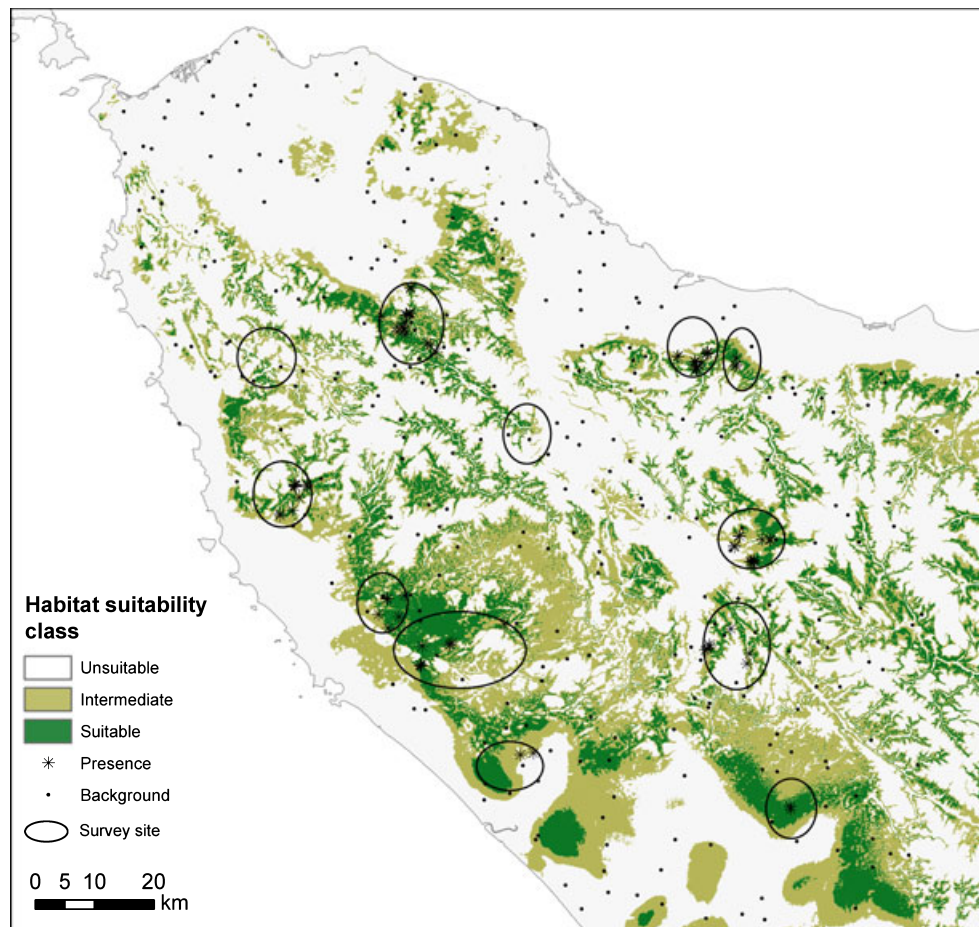 Habitat suitability
class
Unsuitable
Intermediate
Suitable
Presence
Background
Survey site
0 5 10 20
km